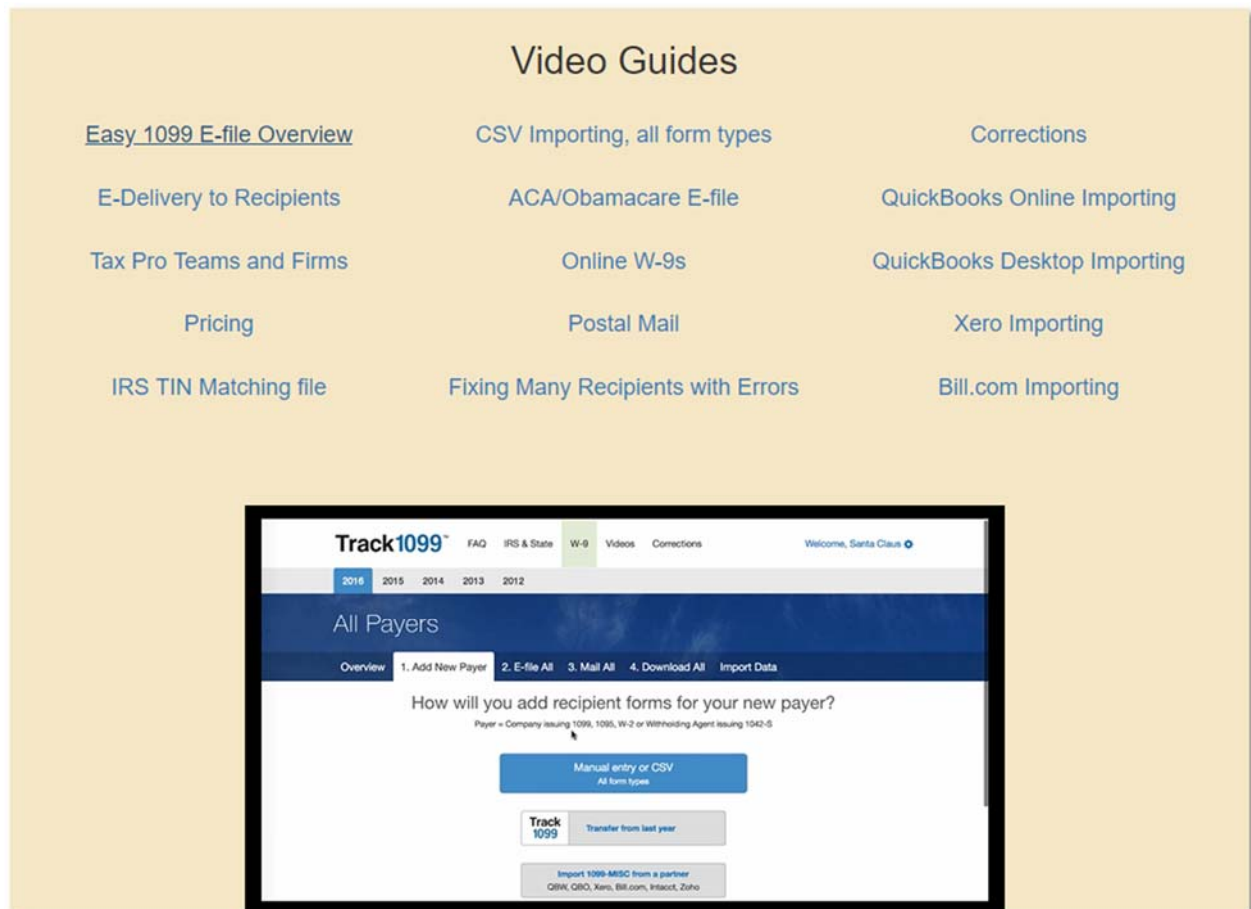 Video Guides
Easy 1099 E-file Overview
CSV Importing, all form types
Corrections
E-Delivery to Recipients
ACA/Obamacare E-file
QuickBooks Online Importing
Tax Pro Teams and Firms
Online W-9s
QuickBooks Desktop Importing
Pricing
Postal Mail
Xero Importing
IRS TIN Matching file
Fixing Many Recipients with Errors
Bill.com Importing
Track1099™ FAQ IRS & State W-9 Videos Corrections Welcome, Santa Claus
2016 2015 2014 2013 2012
All Payers
Overview 1. Add New Payer 2. E-file All 3. Mail All 4. Download All Import Data
How will you add recipient forms for your new payer?
Payer = Company issuing 1099, 1095, W-2 or Withholding Agent issuing 1042-S
Manual entry or CSV
All form types
Track
1099
Transfer from last year
Import 1099-MISC from a partner
QBW, QBO, Xero, Bill.com, Intacct, Zoho